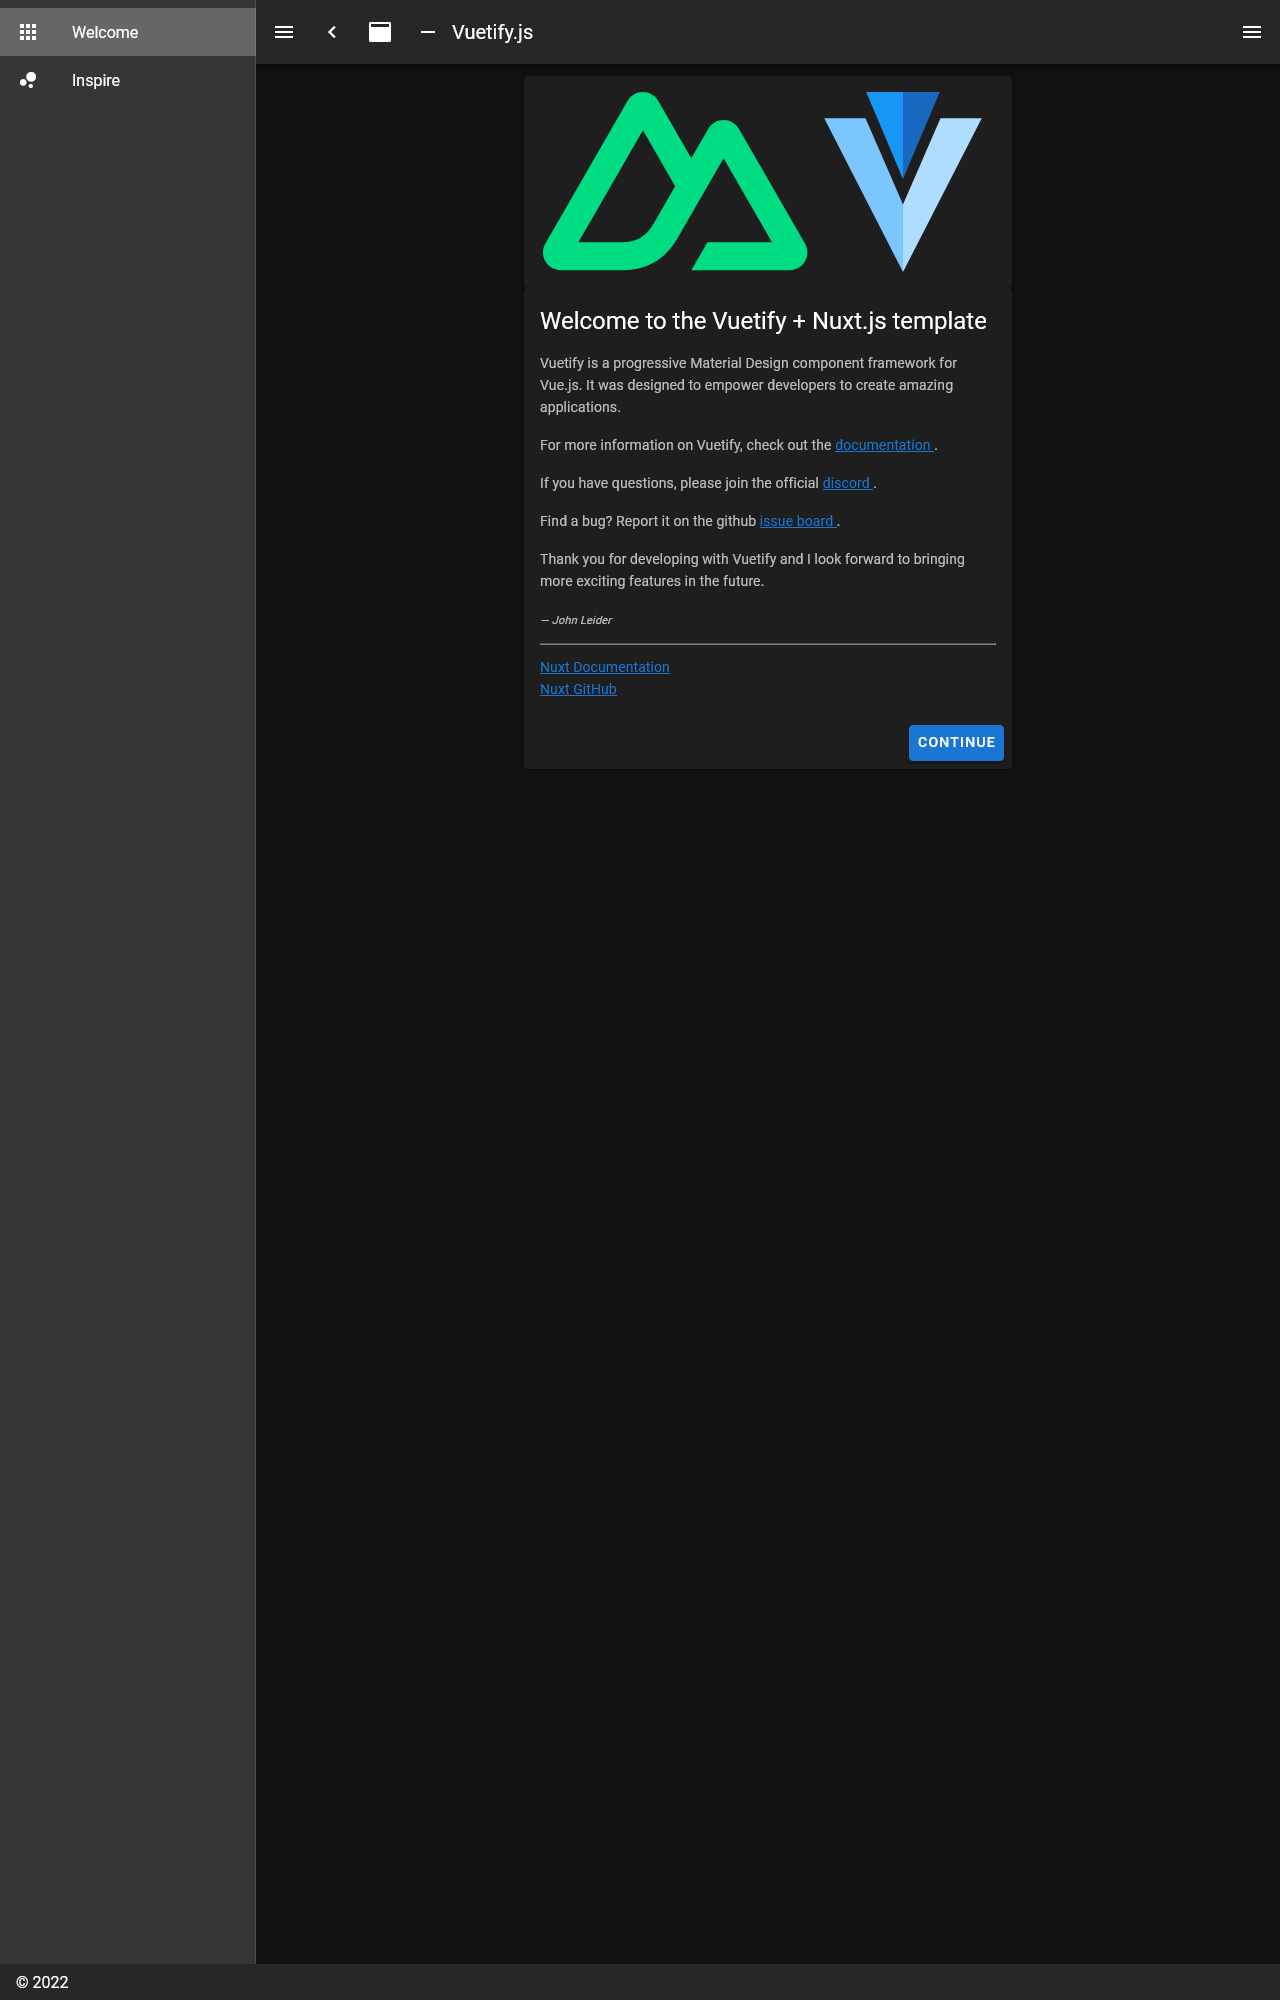 Welcome
Inspire
Vuetify.js
Welcome to the Vuetify + Nuxt.js template
Vuetify is a progressive Material Design component framework for
Vue.js. It was designed to empower developers to create amazing
applications.
For more information on Vuetify, check out the documentation .
If you have questions, please join the official discord .
Find a bug? Report it on the github issue board .
Thank you for developing with Vuetify and I look forward to bringing
more exciting features in the future.
— John Leider
Nuxt Documentation
Nuxt GitHub
CONTINUE
© 2022